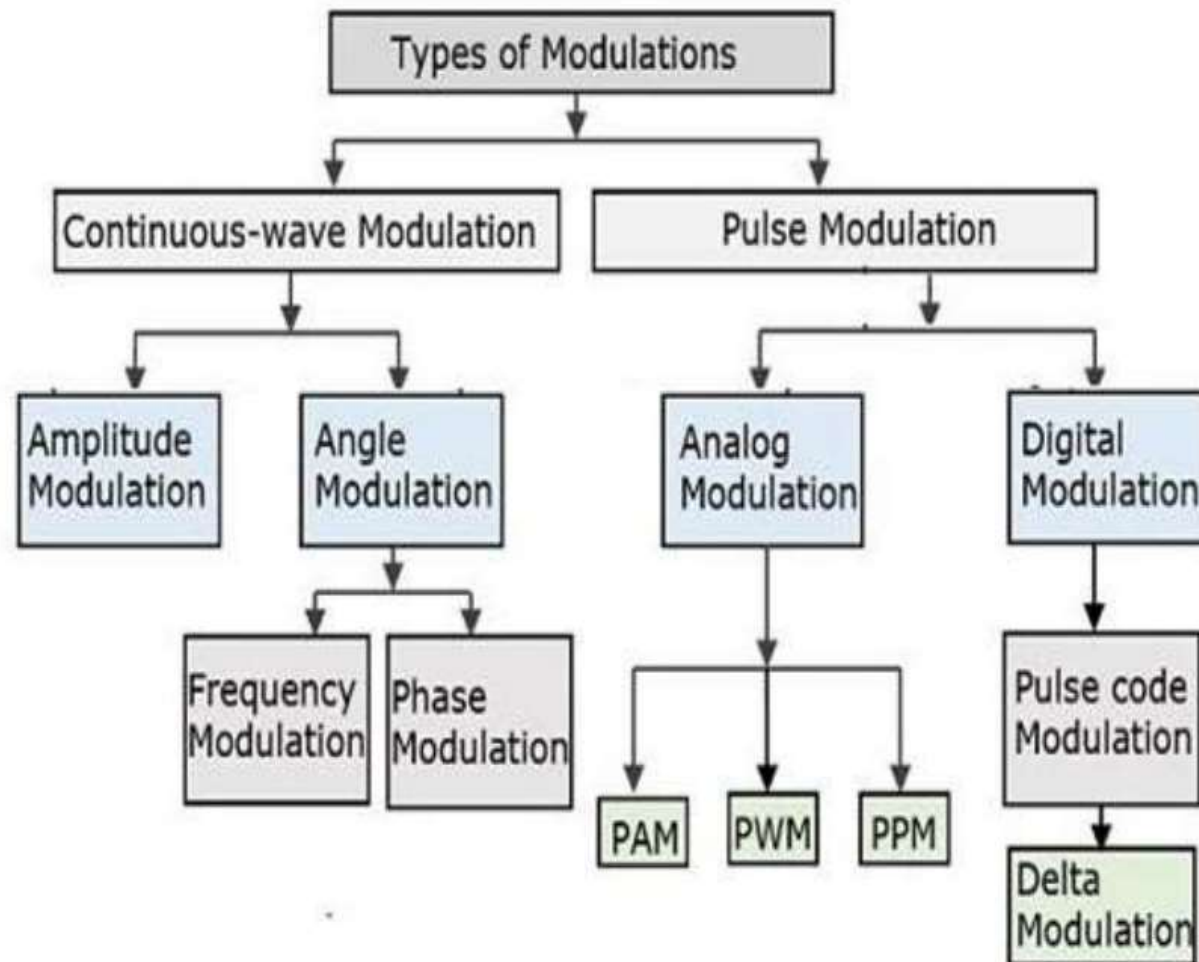 Types of Modulations
Continuous-wave Modulation
Pulse Modulation
Amplitude
Modulation
Angle
Modulation
Analog
Modulation
Digital
Modulation
Frequency
Modulation
Phase
Modulation
Pulse code
Modulation
PAM
PWM
PPM
Delta
Modulation